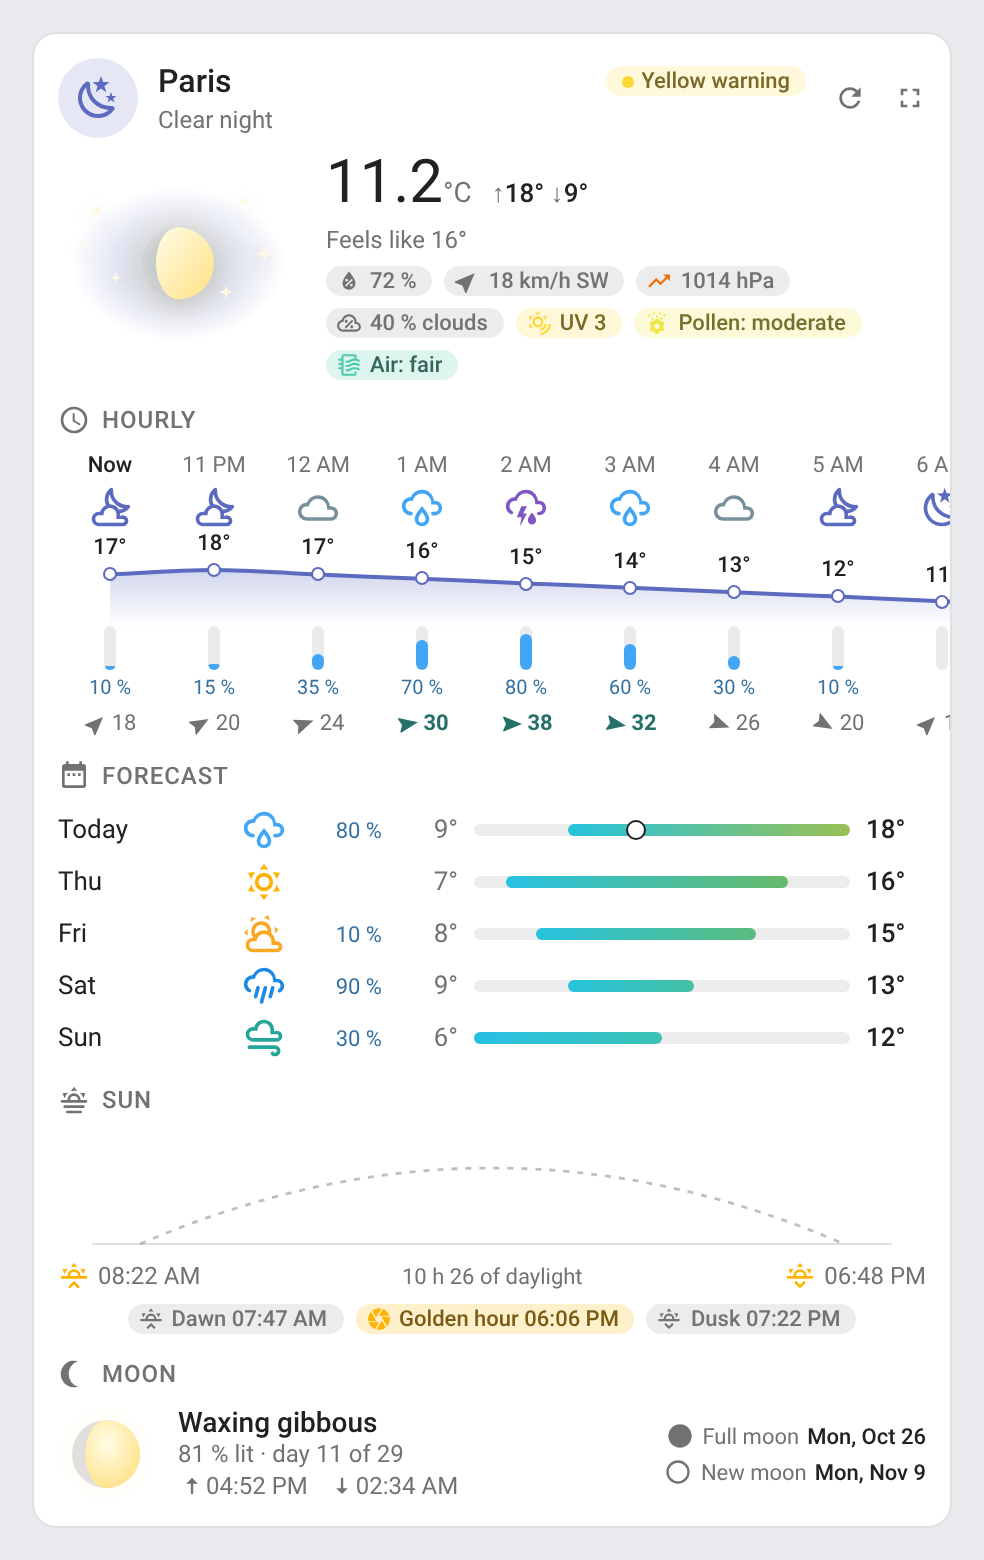 Paris
Yellow warning
Clear night
11.2°C ↑18° ↓9°
Feels like 16°
72 % 18 km/h SW 1014 hPa
40 % clouds UV 3 Pollen: moderate
Air: fair
HOURLY
Now 11 PM 12 AM 1 AM 2 AM 3 AM 4 AM 5 AM 6 A
17° 18° 17° 16° 15° 14° 13° 12° 11
10 % 15 % 35 % 70 % 80 % 60 % 30 % 10 %
18 20 24 30 38 32 26 20
FORECAST
Today 80 % 9° 18°
Thu 7° 16°
Fri 10 % 8° 15°
Sat 90 % 9° 13°
Sun 30 % 6° 12°
SUN
08:22 AM 10 h 26 of daylight 06:48 PM
Dawn 07:47 AM Golden hour 06:06 PM Dusk 07:22 PM
MOON
Waxing gibbous
81 % lit · day 11 of 29
↑ 04:52 PM ↓ 02:34 AM
Full moon Mon, Oct 26
New moon Mon, Nov 9